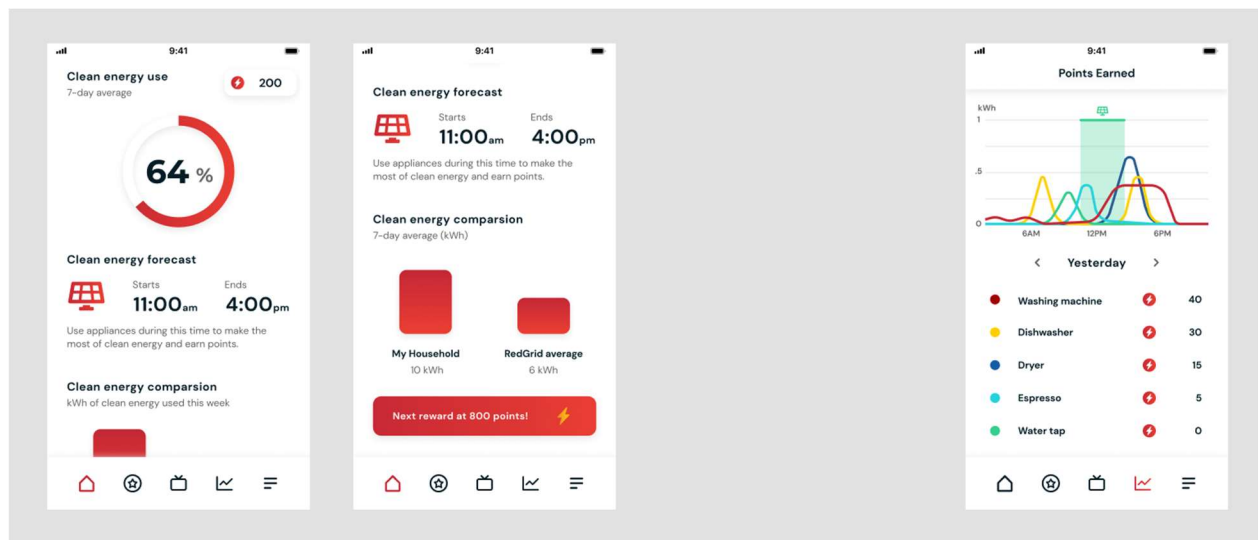 9:41
Clean energy use
7-day average
200
64 %
Clean energy forecast
Starts
Ends
11:00am
4:00pm
Use appliances during this time to make the
most of clean energy and earn points.
Clean energy comparsion
kWh of clean energy used this week
9:41
Clean energy forecast
Starts
Ends
11:00am
4:00pm
Use appliances during this time to make the
most of clean energy and earn points.
Clean energy comparsion
7-day average (kWh)
My Household
RedGrid average
10 kWh
6 kWh
Next reward at 800 points!
9:41
Points Earned
kWh
1
.5
0
6AM
12PM
6PM
< Yesterday >
Washing machine 40
Dishwasher 30
Dryer 15
Espresso 5
Water tap 0